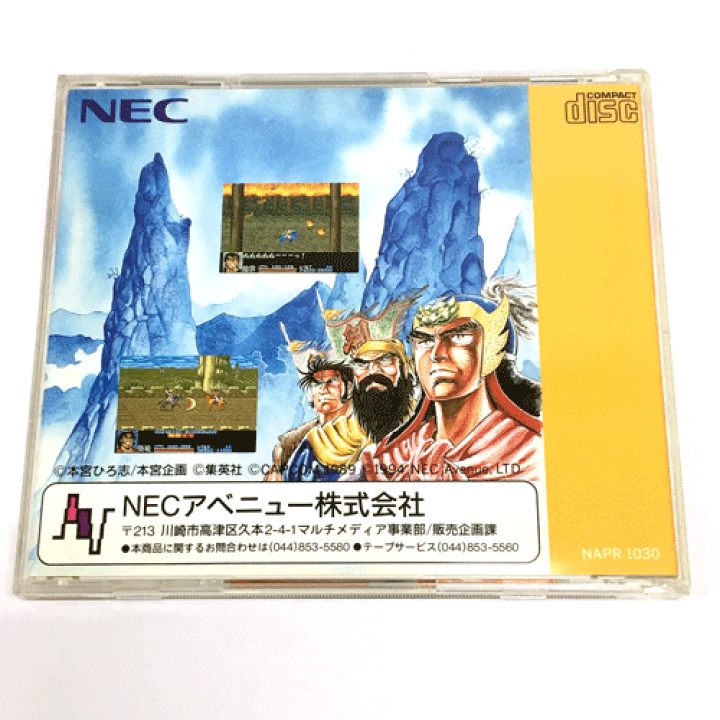 NEC
COMPACT
disc
©本宮ひろ志/本宮企画 ©集英社 ©CAPCOM 1989 ©1994 NEC Avenue, LTD.
NECアベニュー株式会社
〒213 川崎市高津区久本2-4-1マルチメディア事業部/販売企画課
●本商品に関するお問合わせは(044)853-5580 ●テープサービス(044)853-5560
NAPR 1030